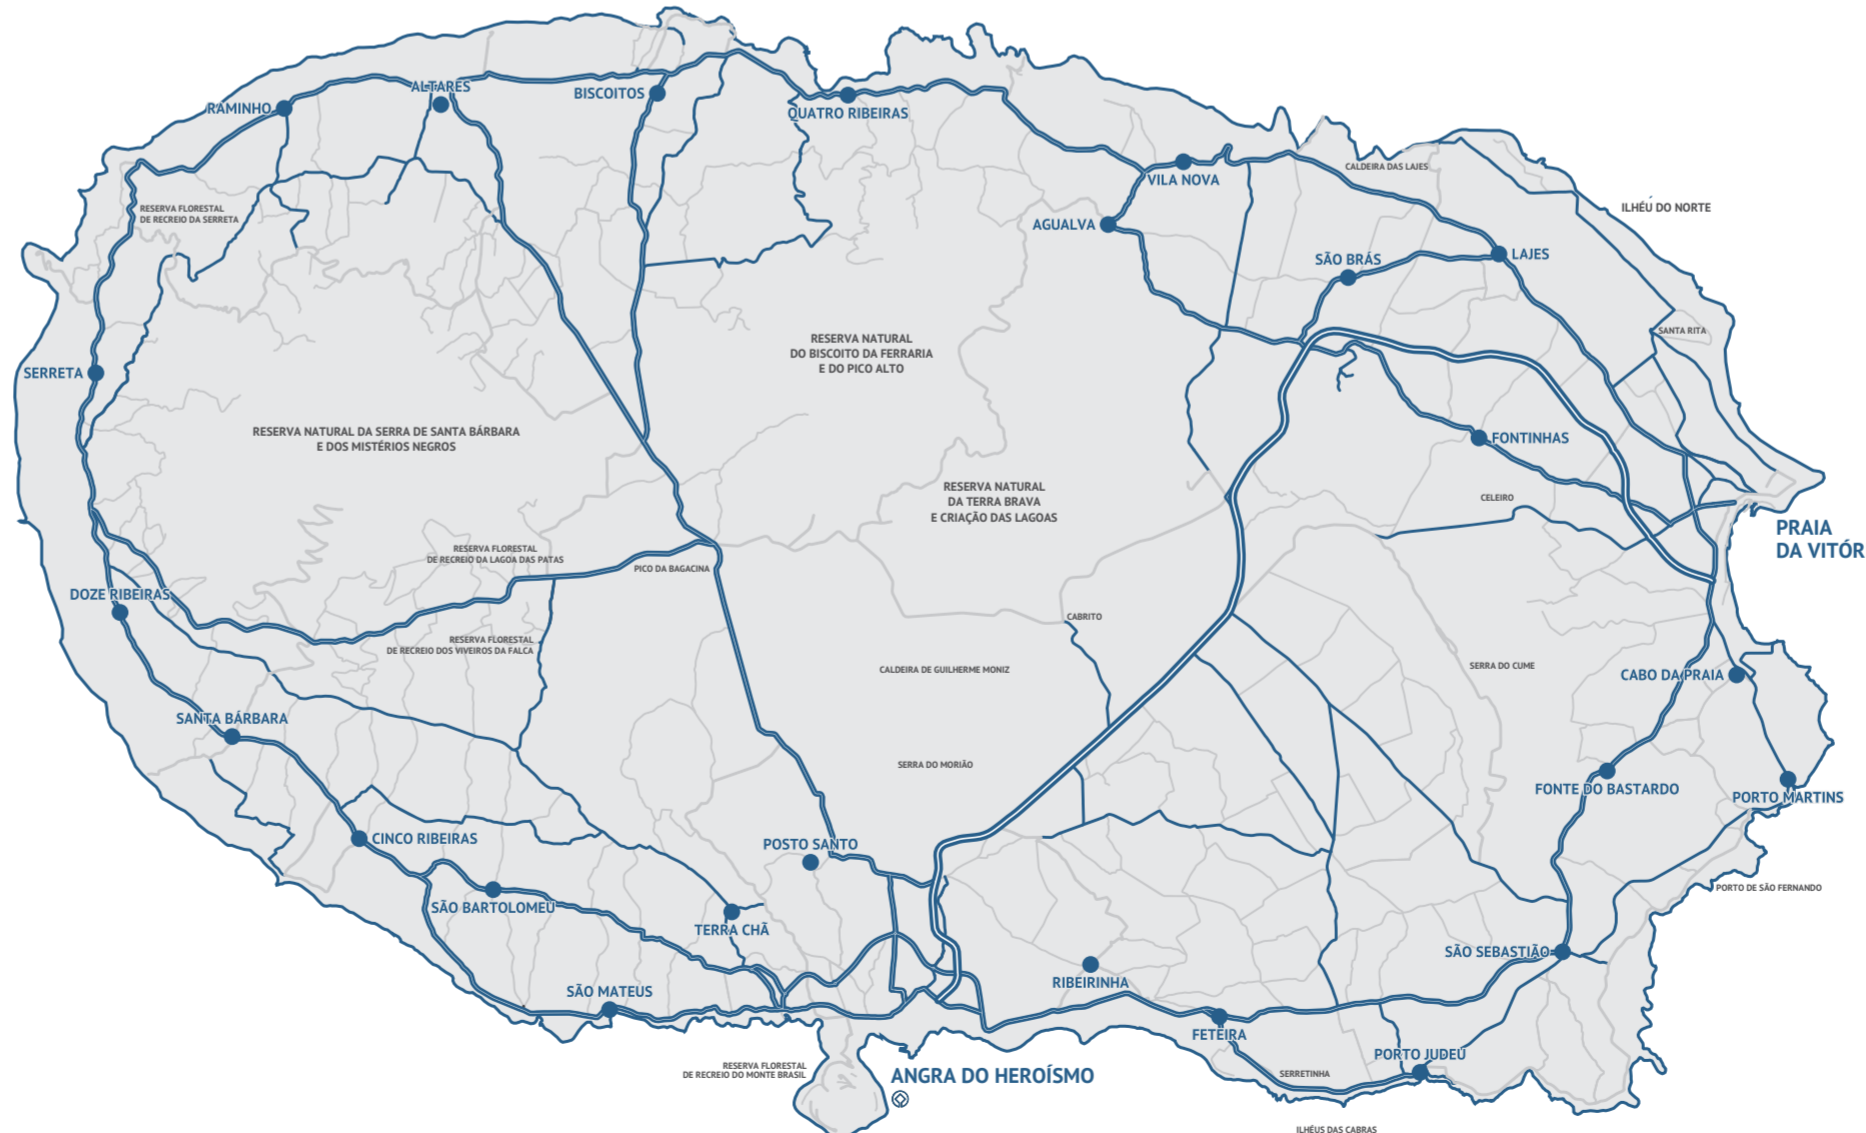 ALTARES
BISCOITOS
RAMINHO
QUATRO RIBEIRAS
CALDEIRA DAS LAJES
VILA NOVA
RESERVA FLORESTAL
DE RECREIO DA SERRETA
ILHÉU DO NORTE
AGUALVA
SÃO BRÁS
LAJES
SANTA RITA
RESERVA NATURAL
DO BISCOITO DA FERRARIA
E DO PICO ALTO
SERRETA
RESERVA NATURAL DA SERRA DE SANTA BÁRBARA
E DOS MISTÉRIOS NEGROS
FONTINHAS
RESERVA NATURAL
DA TERRA BRAVA
E CRIAÇÃO DAS LAGOAS
CELEIRO
PRAIA
DA VITÓR
RESERVA FLORESTAL
DE RECREIO DA LAGOA DAS PATAS
PICO DA BAGACINA
DOZE RIBEIRAS
CABRITO
RESERVA FLORESTAL
DE RECREIO DOS VIVEIROS DA FALCA
CALDEIRA DE GUILHERME MONIZ
SERRA DO CUME
CABO DA PRAIA
SANTA BÁRBARA
SERRA DO MORIÃO
FONTE DO BASTARDO
PORTO MARTINS
CINCO RIBEIRAS
POSTO SANTO
PORTO DE SÃO FERNANDO
SÃO BARTOLOMEU
TERRA CHÃ
SÃO SEBASTIÃO
RIBEIRINHA
SÃO MATEUS
FETEIRA
PORTO JUDEU
RESERVA FLORESTAL
DE RECREIO DO MONTE BRASIL
ANGRA DO HEROÍSMO
SERRETINHA
ILHÉUS DAS CABRAS